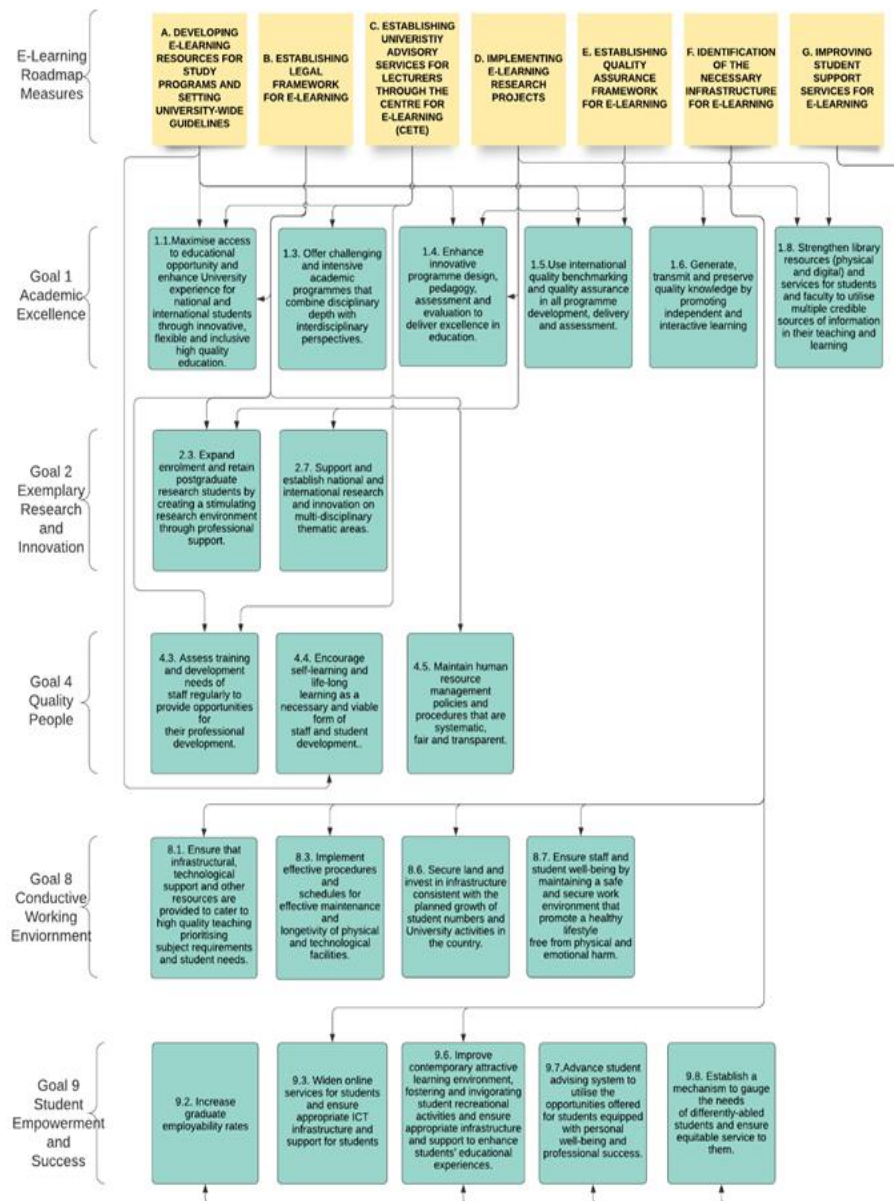 E-Learning
Roadmap-
Measures
A. DEVELOPING
E-LEARNING
RESOURCES FOR
STUDY
PROGRAMS AND
SETTING
UNIVERSITY-WIDE
GUIDELINES
B. ESTABLISHING
LEGAL
FRAMEWORK
FOR E-LEARNING
C. ESTABLISHING
UNIVERISTIY
ADVISORY
SERVICES FOR
LECTURERS
THROUGH THE
CENTRE FOR
E-LEARNING
(CETE)
D. IMPLEMENTING
E-LEARNING
RESEARCH
PROJECTS
E. ESTABLISHING
QUALITY
ASSURANCE
FRAMEWORK
FOR E-LEARNING
F. IDENTIFICATION
OF THE
NECESSARY
INFRASTRUCTURE
FOR E-LEARNING
G. IMPROVING
STUDENT
SUPPORT
SERVICES FOR
E-LEARNING
Goal 1
Academic
Excellence
1.1.Maximise access
to educational
opportunity and
enhance University
experience for
national and
international students
through innovative,
flexible and inclusive
high quality
education.
1.3. Offer challenging
and intensive
academic
programmes that
combine disciplinary
depth with
interdisciplinary
perspectives.
1.4. Enhance
innovative
programme design,
pedagogy,
assessment and
evaluation to
deliver excellence in
education.
1.5.Use international
quality benchmarking
and quality assurance
in all programme
development, delivery
and assessment.
1.6. Generate,
transmit and preserve
quality knowledge by
promoting
independent and
interactive learning
1.8. Strengthen library
resources (physical
and digital) and
services for students
and faculty to utilise
multiple credible
sources of information
in their teaching and
learning
Goal 2
Exemplary
Research
and
Innovation
2.3. Expand
enrolment and retain
postgraduate
research students by
creating a stimulating
research environment
through professional
support.
2.7. Support and
establish national and
international research
and innovation on
multi-disciplinary
thematic areas.
Goal 4
Quality
People
4.3. Assess training
and development
needs of
staff regularly to
provide opportunities
for
their professional
development.
4.4. Encourage
self-learning and
life-long
learning as a
necessary and viable
form of
staff and student
development..
4.5. Maintain human
resource
management
policies and
procedures that are
systematic,
fair and transparent.
Goal 8
Conductive
Working
Enviornment
8.1. Ensure that
infrastructural,
technological
support and other
resources are
provided to cater to
high quality teaching
prioritising
subject requirements
and student needs.
8.3. Implement
effective procedures
and
schedules for
effective maintenance
and
longetivity of physical
and technological
facilities.
8.6. Secure land and
invest in infrastructure
consistent with the
planned growth of
student numbers and
University activities in
the country.
8.7. Ensure staff and
student well-being by
maintaining a safe
and secure work
environment that
promote a healthy
lifestyle
free from physical and
emotional harm.
Goal 9
Student
Empowerment
and
Success
9.2. Increase
graduate
employability rates
9.3. Widen online
services for students
and ensure
appropriate ICT
infrastructure and
support for students
9.6. Improve
contemporary attractive
learning environment,
fostering and invigorating
student recreational
activities and ensure
appropriate infrastructure
and support to enhance
students' educational
experiences.
9.7.Advance student
advising system to
utilise the
opportunities offered
for students equipped
with personal
well-being and
professional success.
9.8. Establish a
mechanism to gauge
the needs
of differently-abled
students and ensure
equitable service to
them.